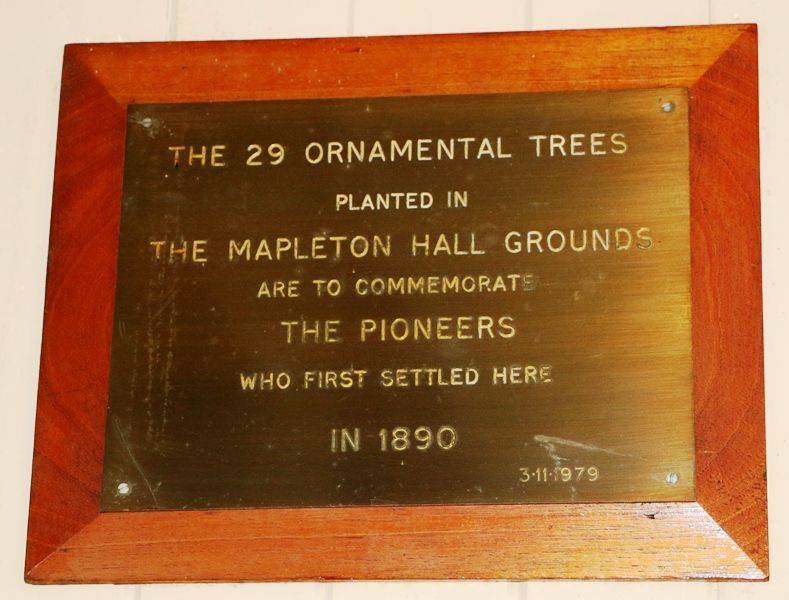 THE 29 ORNAMENTAL TREES
PLANTED IN
THE MAPLETON HALL GROUNDS
ARE TO COMMEMORATE
THE PIONEERS
WHO FIRST SETTLED HERE
IN 1890
3·11·1979